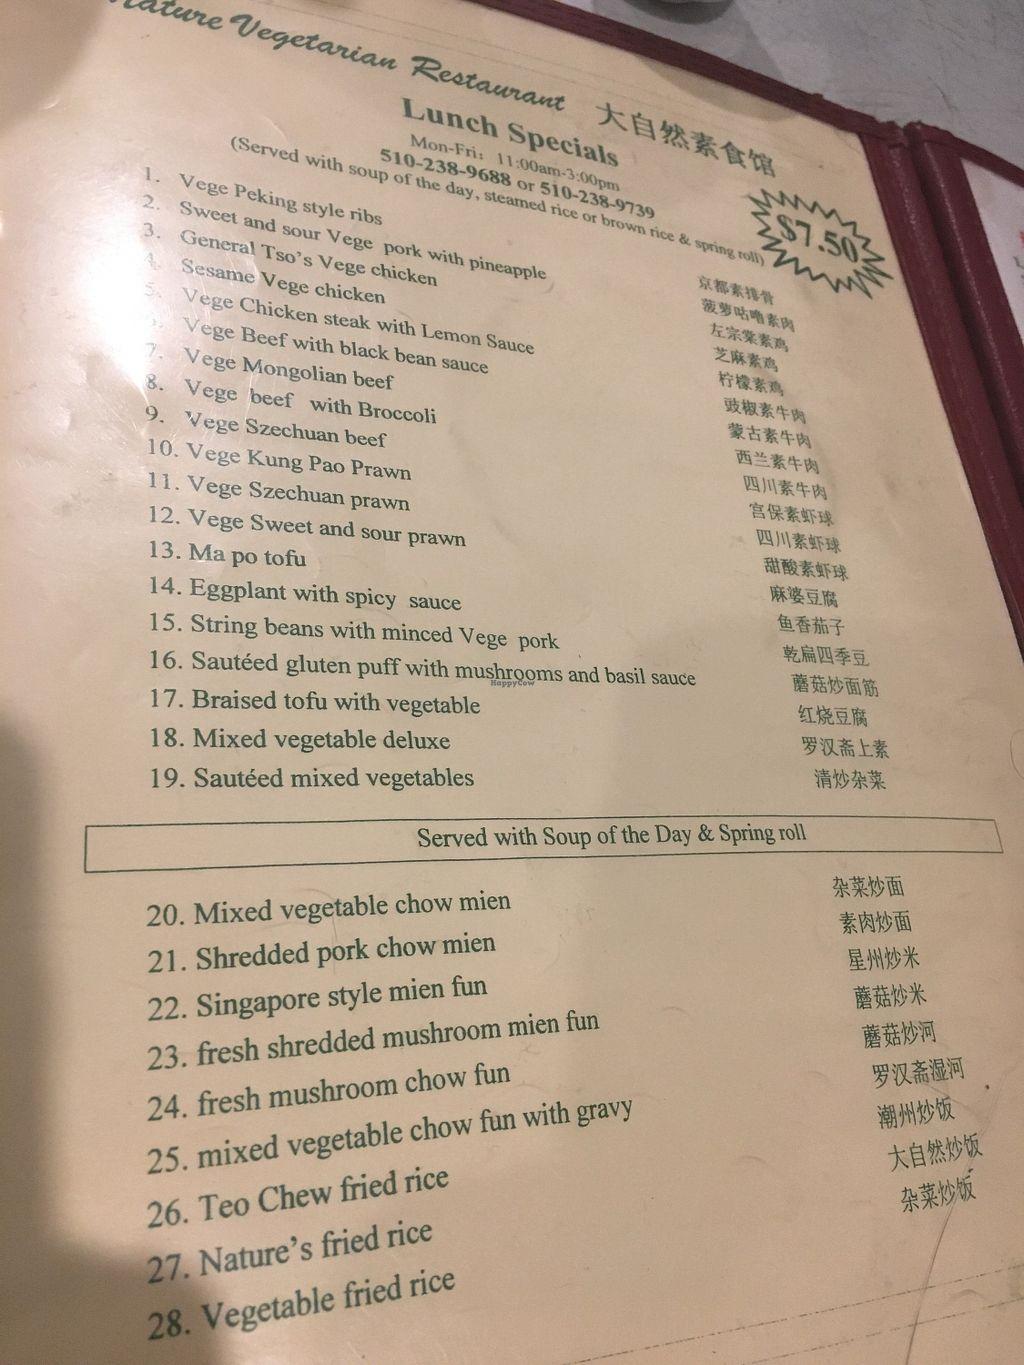 Nature Vegetarian Restaurant 大自然素食馆
Lunch Specials
Mon-Fri: 11:00am-3:00pm
510-238-9688 or 510-238-9739
(Served with soup of the day, steamed rice or brown rice & spring roll)
$7.50
1. Vege Peking style ribs 京都素排骨
2. Sweet and sour Vege pork with pineapple 菠萝咕噜素肉
3. General Tso's Vege chicken 左宗棠素鸡
4. Sesame Vege chicken 芝麻素鸡
5. Vege Chicken steak with Lemon Sauce 柠檬素鸡
6. Vege Beef with black bean sauce 豉椒素牛肉
7. Vege Mongolian beef 蒙古素牛肉
8. Vege beef with Broccoli 西兰素牛肉
9. Vege Szechuan beef 四川素牛肉
10. Vege Kung Pao Prawn 宫保素虾球
11. Vege Szechuan prawn 四川素虾球
12. Vege Sweet and sour prawn 甜酸素虾球
13. Ma po tofu 麻婆豆腐
14. Eggplant with spicy sauce 鱼香茄子
15. String beans with minced Vege pork 乾扁四季豆
16. Sautéed gluten puff with mushrooms and basil sauce 蘑菇炒面筋
HappyCow
17. Braised tofu with vegetable 红烧豆腐
18. Mixed vegetable deluxe 罗汉斋上素
19. Sautéed mixed vegetables 清炒杂菜
Served with Soup of the Day & Spring roll
20. Mixed vegetable chow mien 杂菜炒面
21. Shredded pork chow mien 素肉炒面
22. Singapore style mien fun 星州炒米
23. fresh shredded mushroom mien fun 蘑菇炒米
24. fresh mushroom chow fun 蘑菇炒河
25. mixed vegetable chow fun with gravy 罗汉斋湿河
26. Teo Chew fried rice 潮州炒饭
27. Nature's fried rice 大自然炒饭
28. Vegetable fried rice 杂菜炒饭